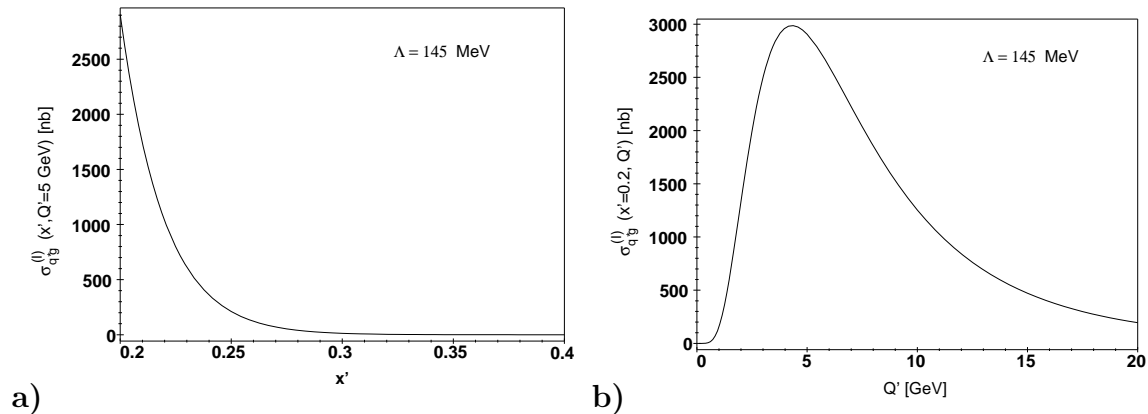 σ_{q'g}^{(I)} (x',Q'=5 GeV) [nb]
2500
2000
1500
1000
500
0
Λ = 145 MeV
0.2 0.25 0.3 0.35 0.4
x'
a)
σ_{q'g}^{(I)} (x'=0.2, Q') [nb]
3000
2500
2000
1500
1000
500
0
Λ = 145 MeV
0 5 10 15 20
Q' [GeV]
b)